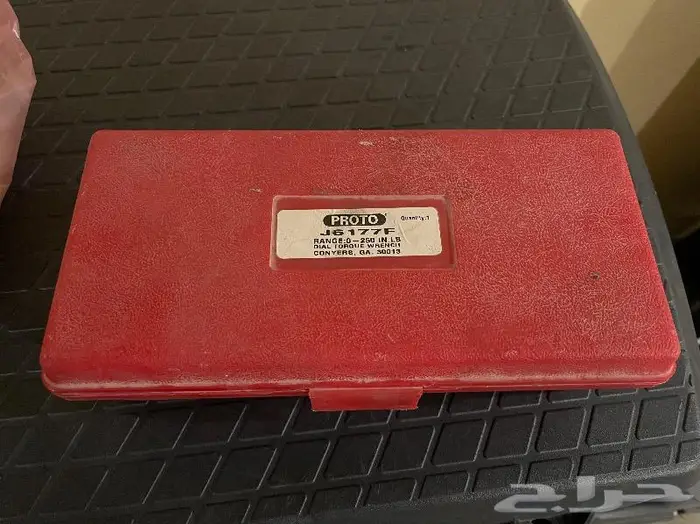 PROTO
Quantity:1
J6177F
RANGE:0-250 IN LB
DIAL TORQUE WRENCH
CONYERS, GA. 30013
حراج